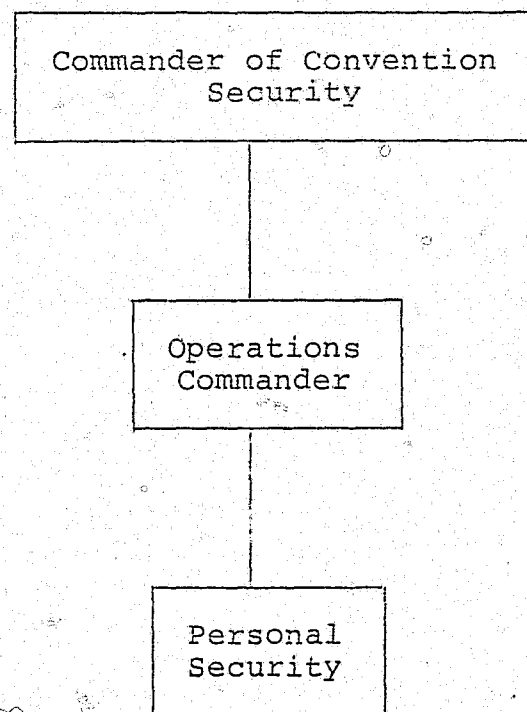 Commander of Convention
Security
Operations
Commander
Personal
Security